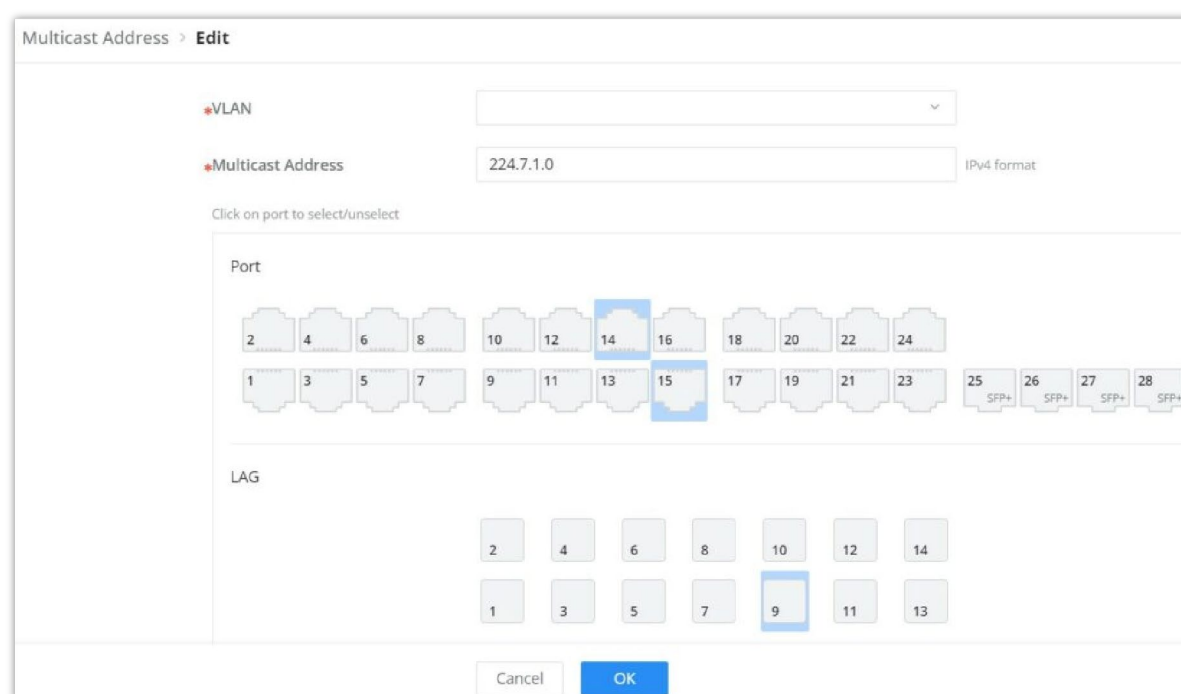 Multicast Address > Edit
*VLAN
*Multicast Address 224.7.1.0 IPv4 format
Click on port to select/unselect
Port
2 4 6 8 10 12 14 16 18 20 22 24
1 3 5 7 9 11 13 15 17 19 21 23 25 26 27 28
SFP+ SFP+ SFP+ SFP+
LAG
2 4 6 8 10 12 14
1 3 5 7 9 11 13
Cancel OK